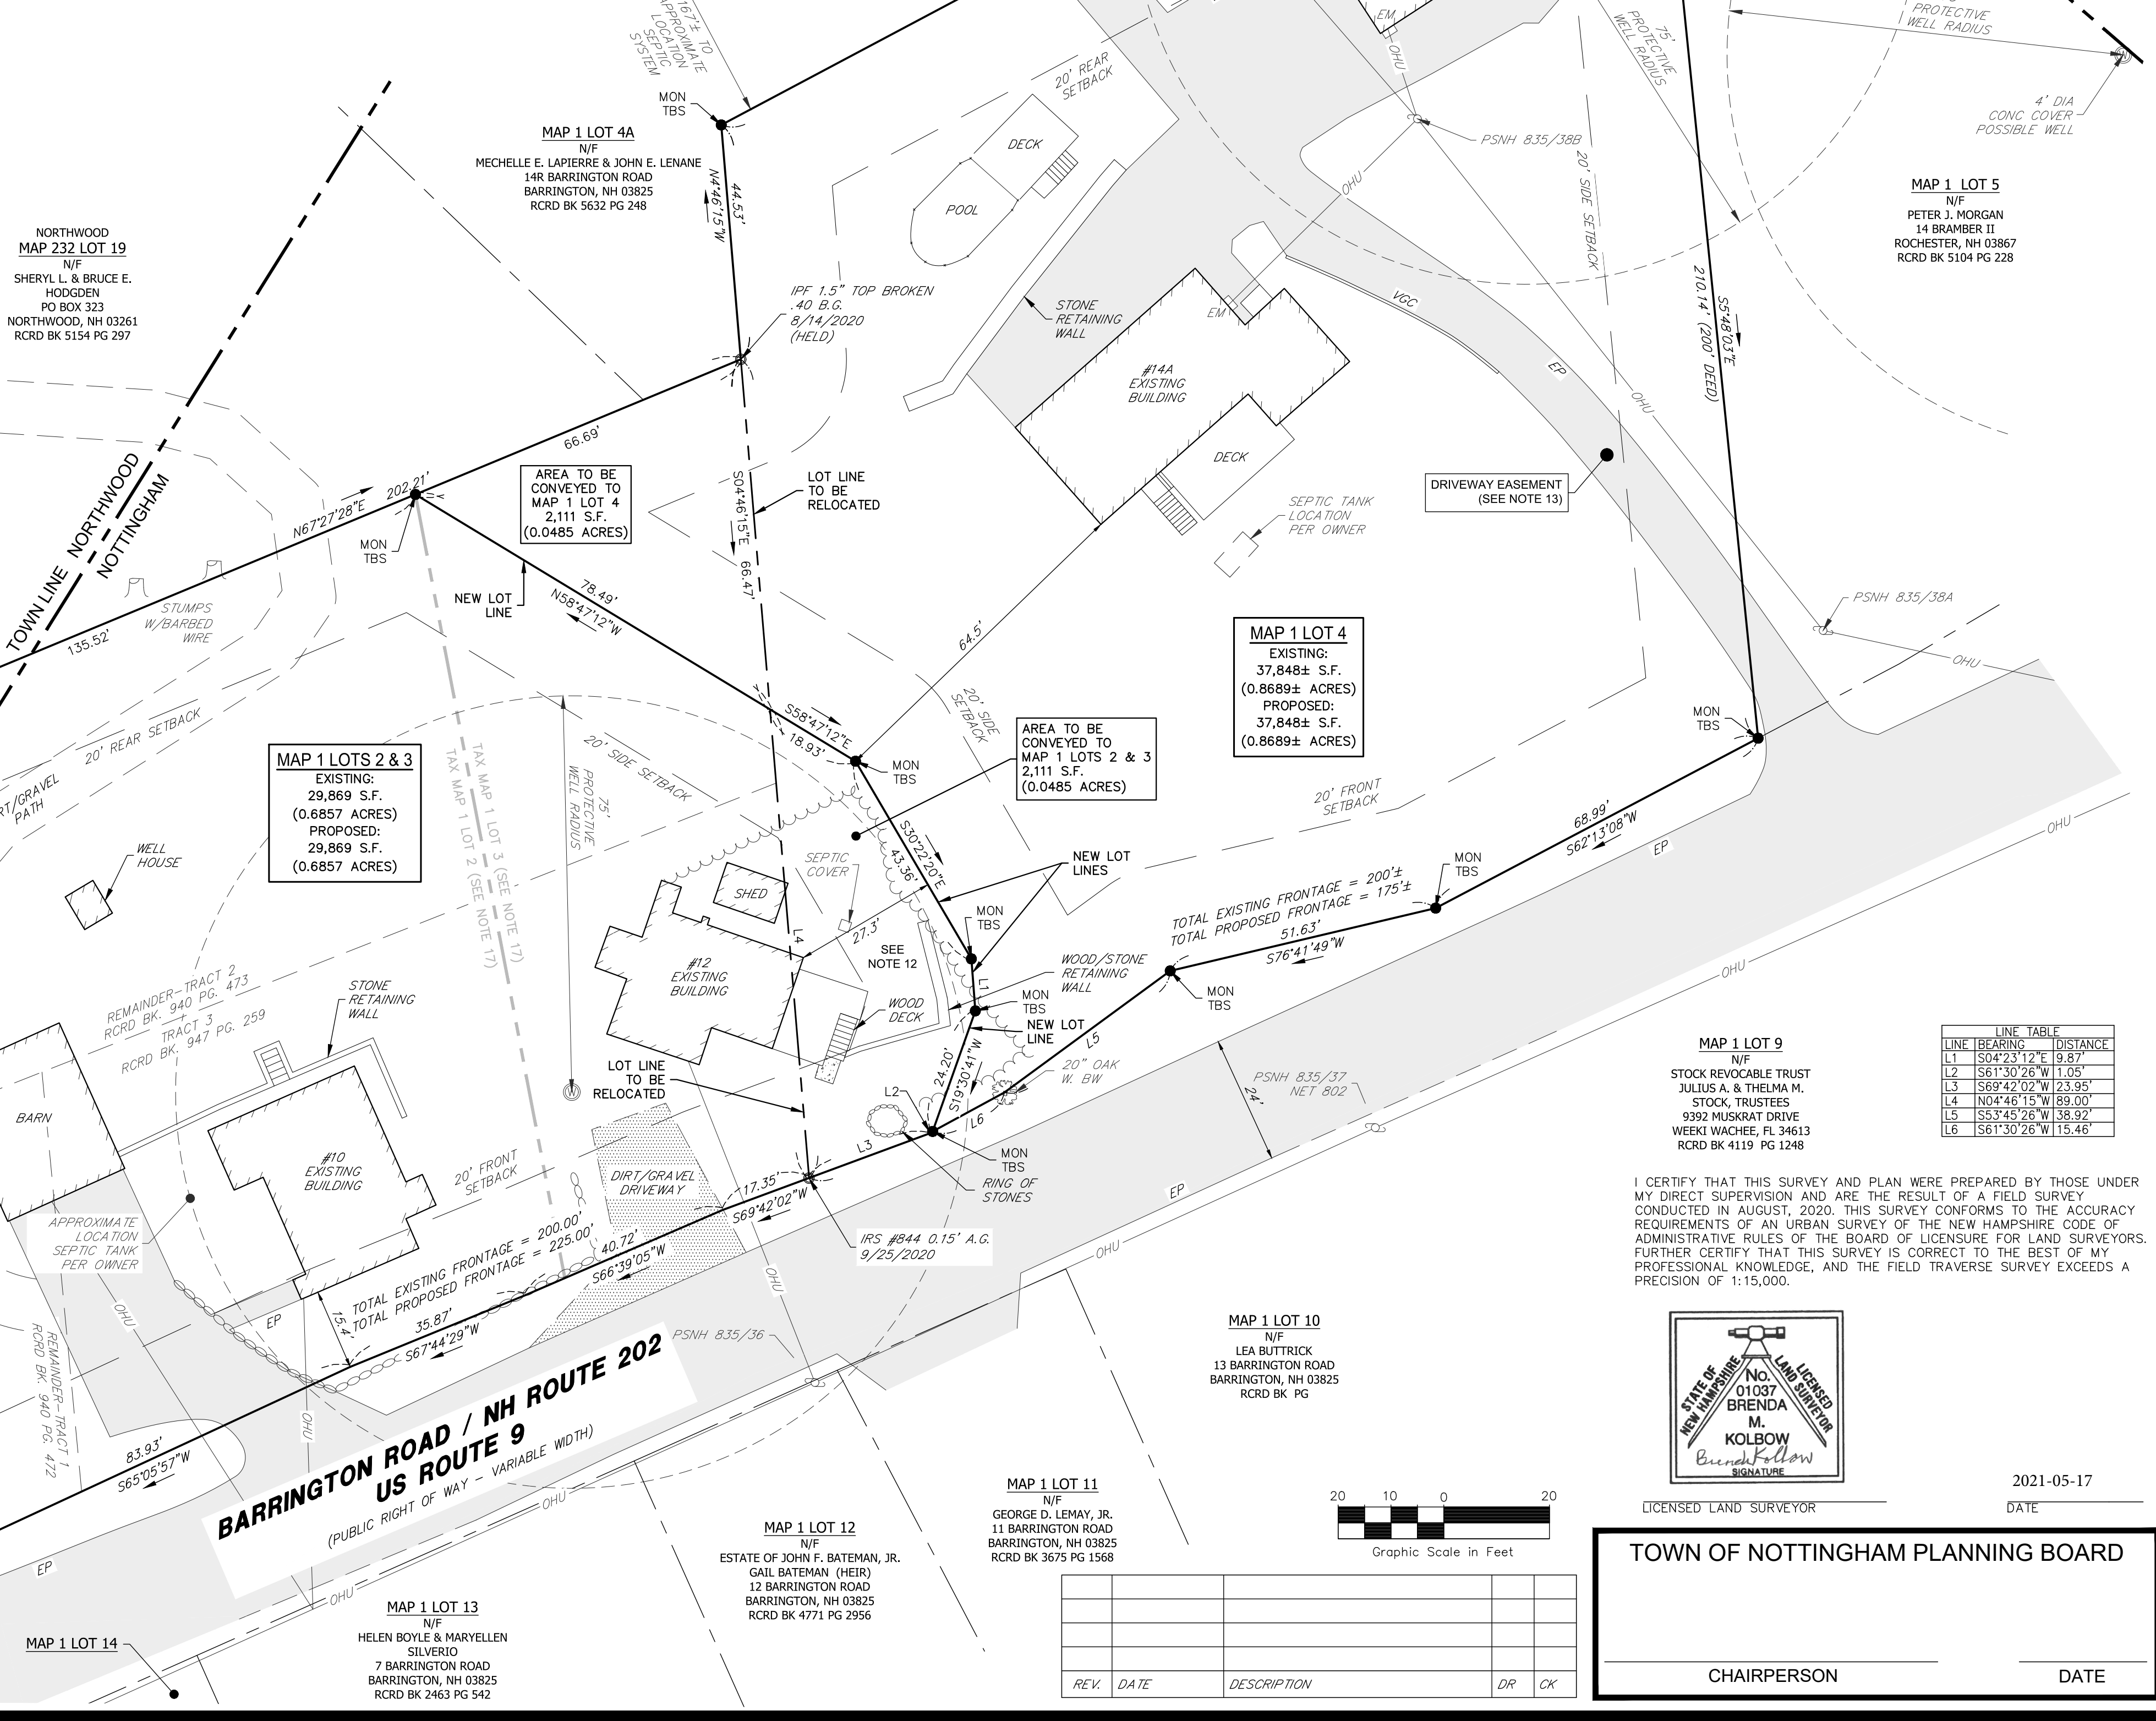 167'± TO
APPROXIMATE
LOCATION
SEPTIC
SYSTEM
MON
TBS
MAP 1 LOT 4A
N/F
MECHELLE E. LAPIERRE & JOHN E. LENANE
14R BARRINGTON ROAD
BARRINGTON, NH 03825
RCRD BK 5632 PG 248
44.53'
N4°46'15"W
20' REAR
SETBACK
DECK
POOL
EM
OHU
75'
PROTECTIVE
WELL RADIUS
PROTECTIVE
WELL RADIUS
4' DIA
CONC COVER
POSSIBLE WELL
PSNH 835/38B
OHU
20' SIDE SETBACK
MAP 1 LOT 5
N/F
PETER J. MORGAN
14 BRAMBER II
ROCHESTER, NH 03867
RCRD BK 5104 PG 228
NORTHWOOD
MAP 232 LOT 19
N/F
SHERYL L. & BRUCE E.
HODGDEN
PO BOX 323
NORTHWOOD, NH 03261
RCRD BK 5154 PG 297
IPF 1.5" TOP BROKEN
.40 B.G.
8/14/2020
(HELD)
STONE
RETAINING
WALL
EM
VGC
S5°48'03"E
210.14' (200' DEED)
#14A
EXISTING
BUILDING
EP
OHU
DECK
66.69'
202.21'
N67°27'28"E
TOWN LINE NORTHWOOD
NOTTINGHAM
AREA TO BE
CONVEYED TO
MAP 1 LOT 4
2,111 S.F.
(0.0485 ACRES)
LOT LINE
TO BE
RELOCATED
S04°46'15"E 66.47'
DRIVEWAY EASEMENT
(SEE NOTE 13)
SEPTIC TANK
LOCATION
PER OWNER
MON
TBS
NEW LOT
LINE
78.49'
N58°47'12"W
STUMPS
W/BARBED
WIRE
135.52'
64.5'
PSNH 835/38A
OHU
MAP 1 LOT 4
EXISTING:
37,848± S.F.
(0.8689± ACRES)
PROPOSED:
37,848± S.F.
(0.8689± ACRES)
20' REAR SETBACK
20' SIDE
SETBACK
S58°47'12"E
18.93'
MON
TBS
AREA TO BE
CONVEYED TO
MAP 1 LOTS 2 & 3
2,111 S.F.
(0.0485 ACRES)
MON
TBS
MAP 1 LOTS 2 & 3
EXISTING:
29,869 S.F.
(0.6857 ACRES)
PROPOSED:
29,869 S.F.
(0.6857 ACRES)
TAX MAP 1 LOT 3 (SEE NOTE 17)
TAX MAP 1 LOT 2 (SEE NOTE 17)
20' SIDE SETBACK
75'
PROTECTIVE
WELL RADIUS
RT/GRAVEL
PATH
WELL
HOUSE
20' FRONT
SETBACK
68.99'
S62°13'08"W
EP
OHU
S30°22'20"E
43.36'
NEW LOT
LINES
MON
TBS
SEPTIC
COVER
SHED
L4
27.3'
SEE
NOTE 12
MON
TBS
TOTAL EXISTING FRONTAGE = 200'±
TOTAL PROPOSED FRONTAGE = 175'±
51.63'
S76°41'49"W
#12
EXISTING
BUILDING
WOOD/STONE
RETAINING
WALL
MON
TBS
OHU
REMAINDER-TRACT 2
RCRD BK. 940 PG. 473
TRACT 3
RCRD BK. 947 PG. 259
STONE
RETAINING
WALL
WOOD
DECK
L1
MON
TBS
NEW LOT
LINE
L5
LOT LINE
TO BE
RELOCATED
24.20'
S19°30'41"W
20" OAK
W. BW
L2
L6
L3
24'
PSNH 835/37
NET 802
MAP 1 LOT 9
N/F
STOCK REVOCABLE TRUST
JULIUS A. & THELMA M.
STOCK, TRUSTEES
9392 MUSKRAT DRIVE
WEEKI WACHEE, FL 34613
RCRD BK 4119 PG 1248
LINE TABLE
LINE BEARING DISTANCE
L1 S04°23'12"E 9.87'
L2 S61°30'26"W 1.05'
L3 S69°42'02"W 23.95'
L4 N04°46'15"W 89.00'
L5 S53°45'26"W 38.92'
L6 S61°30'26"W 15.46'
BARN
#10
EXISTING
BUILDING
20' FRONT
SETBACK
DIRT/GRAVEL
DRIVEWAY
17.35'
S69°42'02"W
MON
TBS
RING OF
STONES
EP
IRS #844 0.15' A.G.
9/25/2020
OHU
APPROXIMATE
LOCATION
SEPTIC TANK
PER OWNER
TOTAL EXISTING FRONTAGE = 200.00'
TOTAL PROPOSED FRONTAGE = 225.00'
40.72'
S66°39'05"W
OHU
35.87'
S67°44'29"W
15.4'
EP
OHU
OHU
REMAINDER-TRACT 1
RCRD BK. 940 PG. 472
PSNH 835/36
I CERTIFY THAT THIS SURVEY AND PLAN WERE PREPARED BY THOSE UNDER
MY DIRECT SUPERVISION AND ARE THE RESULT OF A FIELD SURVEY
CONDUCTED IN AUGUST, 2020. THIS SURVEY CONFORMS TO THE ACCURACY
REQUIREMENTS OF AN URBAN SURVEY OF THE NEW HAMPSHIRE CODE OF
ADMINISTRATIVE RULES OF THE BOARD OF LICENSURE FOR LAND SURVEYORS.
FURTHER CERTIFY THAT THIS SURVEY IS CORRECT TO THE BEST OF MY
PROFESSIONAL KNOWLEDGE, AND THE FIELD TRAVERSE SURVEY EXCEEDS A
PRECISION OF 1:15,000.
STATE OF
NEW HAMPSHIRE
LICENSED
LAND SURVEYOR
No.
01037
BRENDA
M.
KOLBOW
Brenda Kolbow
SIGNATURE
2021-05-17
LICENSED LAND SURVEYOR
DATE
MAP 1 LOT 10
N/F
LEA BUTTRICK
13 BARRINGTON ROAD
BARRINGTON, NH 03825
RCRD BK PG
83.93'
S65°05'57"W
BARRINGTON ROAD / NH ROUTE 202
US ROUTE 9
(PUBLIC RIGHT OF WAY - VARIABLE WIDTH)
OHU
OHU
EP
MAP 1 LOT 11
N/F
GEORGE D. LEMAY, JR.
11 BARRINGTON ROAD
BARRINGTON, NH 03825
RCRD BK 3675 PG 1568
MAP 1 LOT 12
N/F
ESTATE OF JOHN F. BATEMAN, JR.
GAIL BATEMAN (HEIR)
12 BARRINGTON ROAD
BARRINGTON, NH 03825
RCRD BK 4771 PG 2956
MAP 1 LOT 13
N/F
HELEN BOYLE & MARYELLEN
SILVERIO
7 BARRINGTON ROAD
BARRINGTON, NH 03825
RCRD BK 2463 PG 542
MAP 1 LOT 14
20 10 0 20
Graphic Scale in Feet
REV. DATE DESCRIPTION DR CK
TOWN OF NOTTINGHAM PLANNING BOARD
CHAIRPERSON
DATE